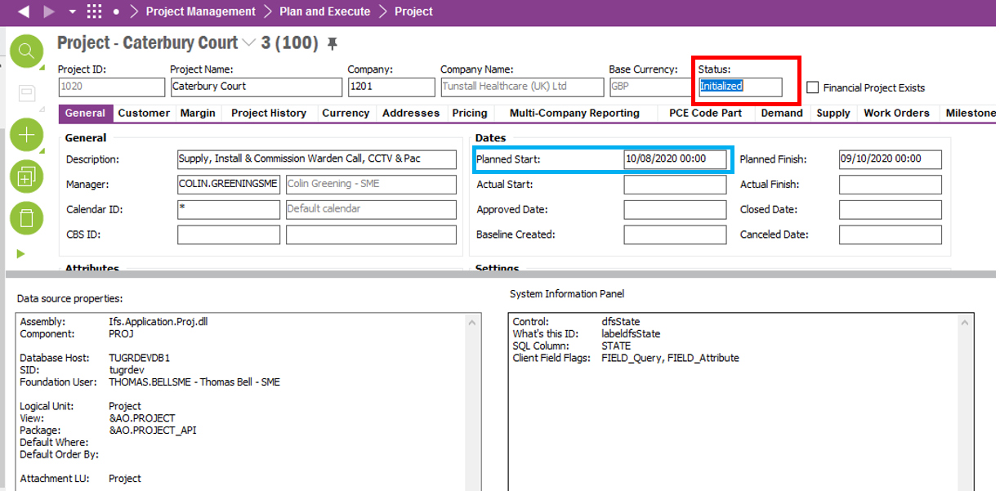 Project Management Plan and Execute Project
Project - Caterbury Court 3 (100)
Project ID: Project Name: Company: Company Name: Base Currency: Status:
1020 Caterbury Court 1201 Tunstall Healthcare (UK) Ltd GBP Initialized Financial Project Exists
General Customer Margin Project History Currency Addresses Pricing Multi-Company Reporting PCE Code Part Demand Supply Work Orders Milestone
General
Description: Supply, Install & Commission Warden Call, CCTV & Pac
Manager: COLIN.GREENINGSME Colin Greening - SME
Calendar ID: * Default calendar
CBS ID:
Attributes
Dates
Planned Start: 10/08/2020 00:00 Planned Finish: 09/10/2020 00:00
Actual Start: Actual Finish:
Approved Date: Closed Date:
Baseline Created: Canceled Date:
Settings
Data source properties:
Assembly: Ifs.Application.Proj.dll
Component: PROJ
Database Host: TUGRDEVDB1
SID: tugrdev
Foundation User: THOMAS.BELLSME - Thomas Bell - SME
Logical Unit: Project
View: &AO.PROJECT
Package: &AO.PROJECT_API
Default Where:
Default Order By:
Attachment LU: Project
System Information Panel
Control: dfsState
What's this ID: labeldfsState
SQL Column: STATE
Client Field Flags: FIELD_Query, FIELD_Attribute